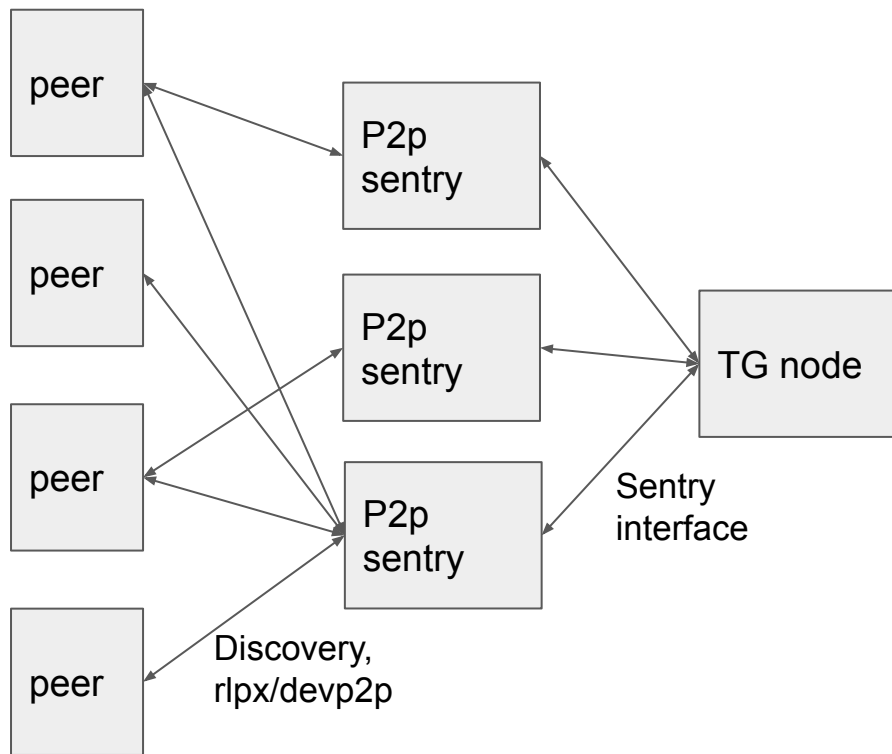 peer
peer
peer
peer
P2p
sentry
P2p
sentry
P2p
sentry
TG node
Sentry
interface
Discovery,
rlpx/devp2p